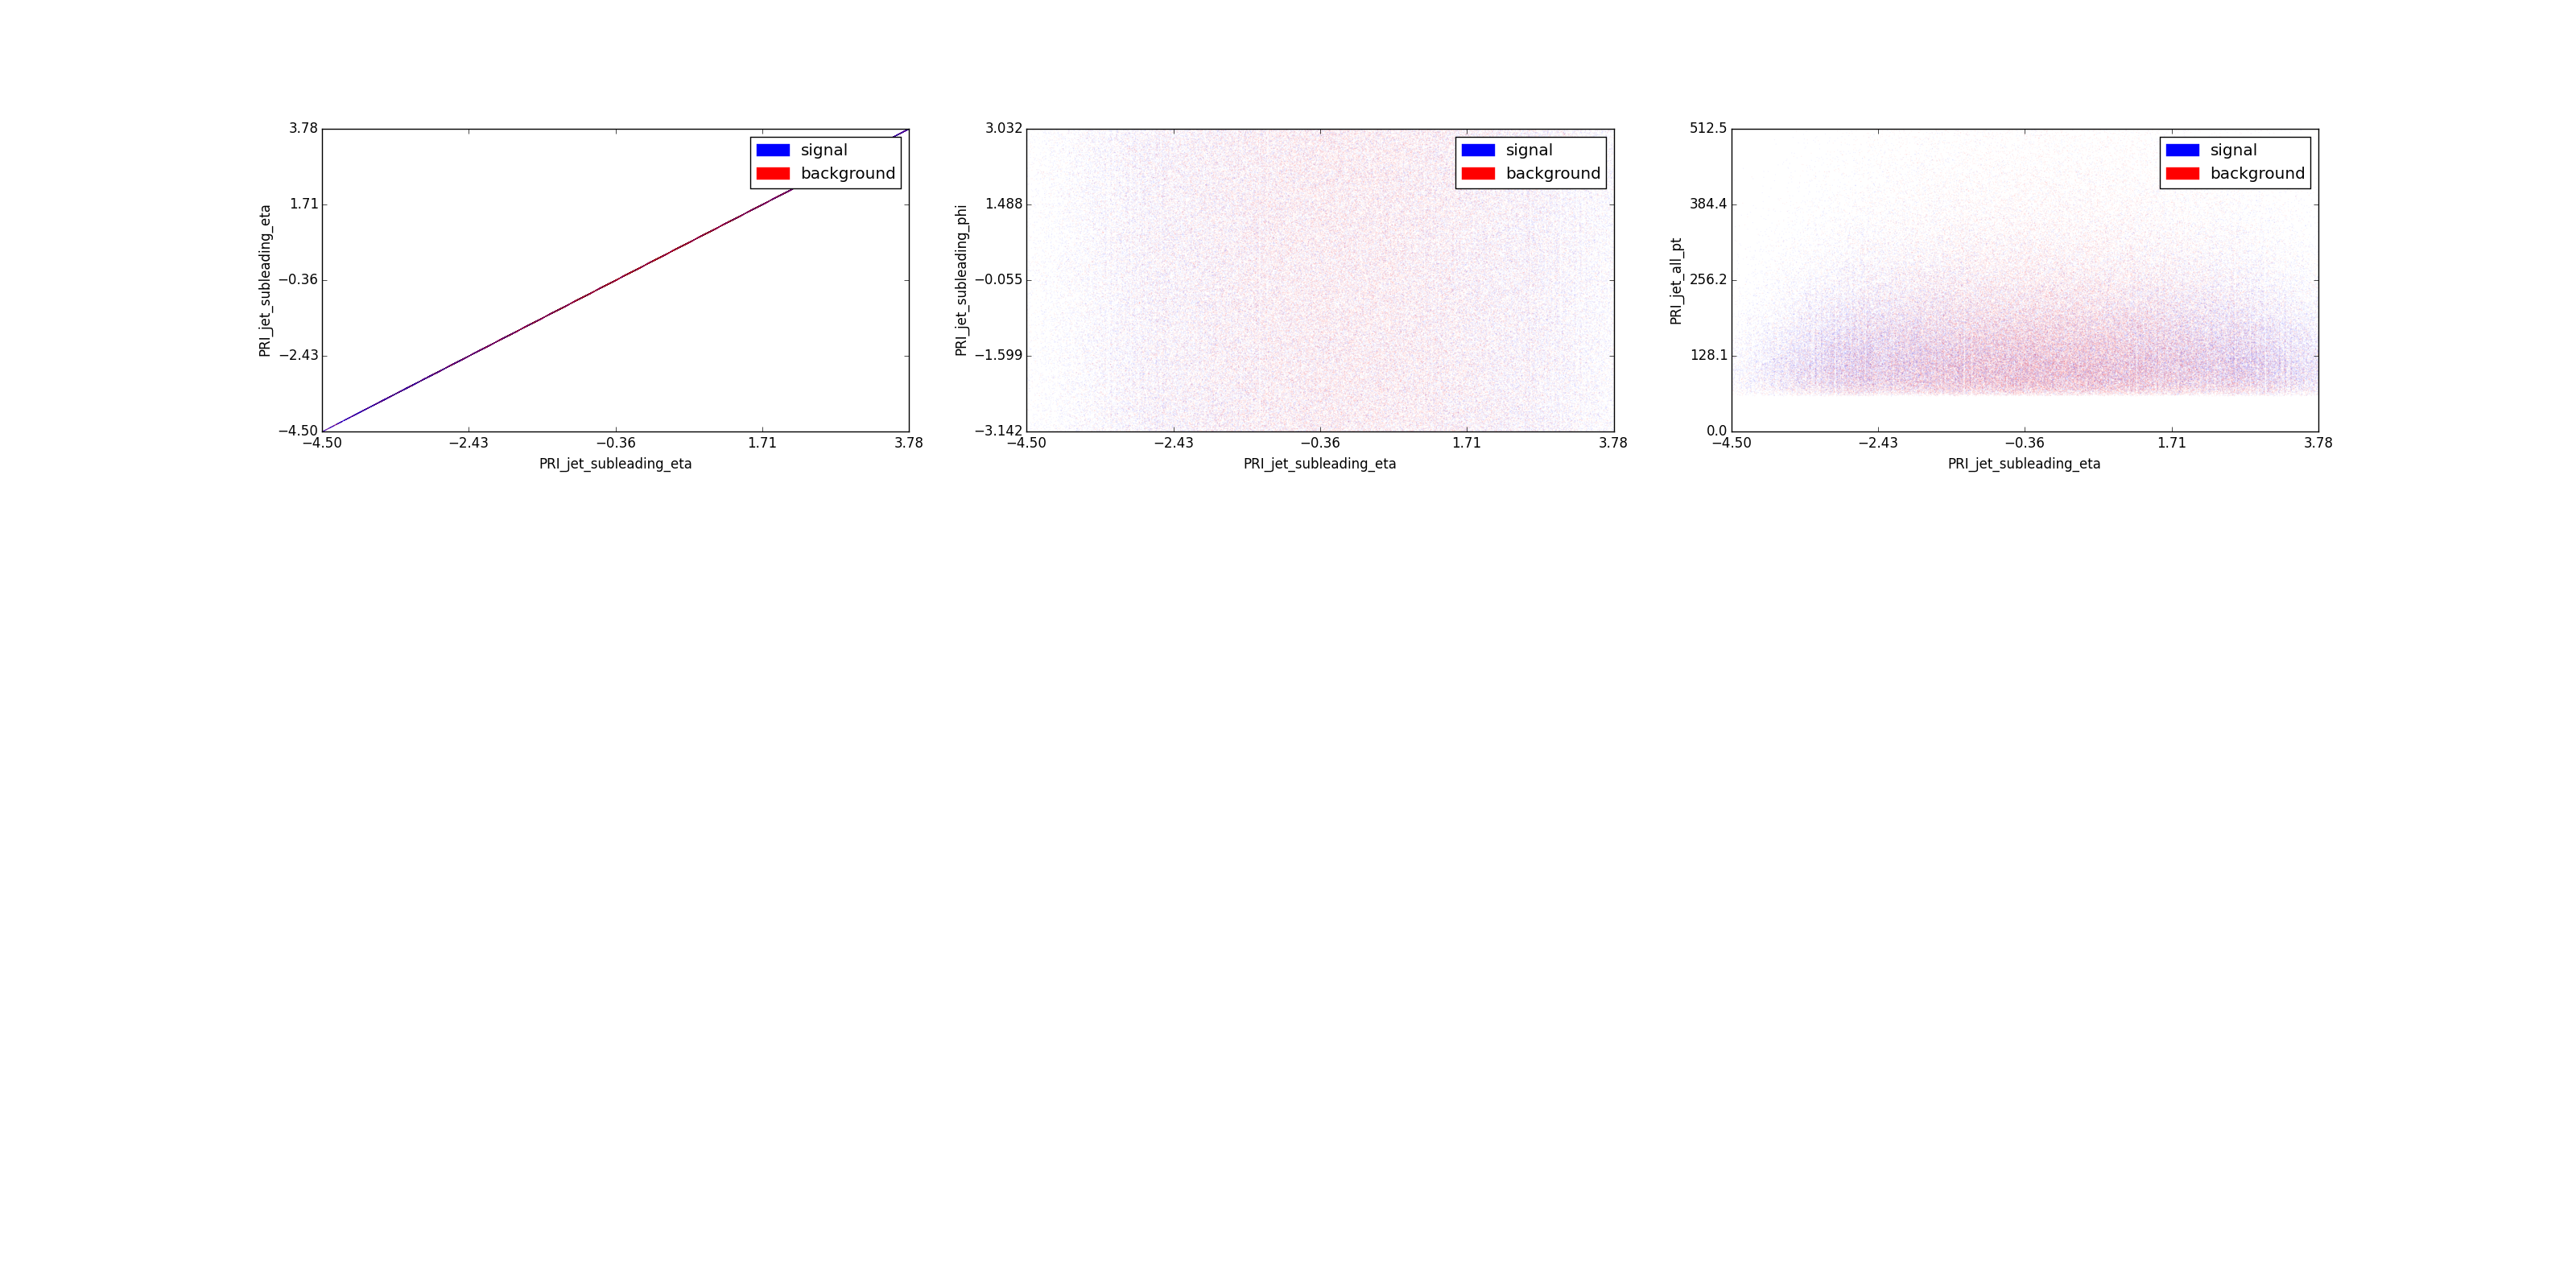 3.78
1.71
−0.36
−2.43
−4.50
PRI_jet_subleading_eta
signal
background
−4.50 −2.43 −0.36 1.71 3.78
PRI_jet_subleading_eta
3.032
1.488
−0.055
−1.599
−3.142
PRI_jet_subleading_phi
signal
background
−4.50 −2.43 −0.36 1.71 3.78
PRI_jet_subleading_eta
512.5
384.4
256.2
128.1
0.0
PRI_jet_all_pt
signal
background
−4.50 −2.43 −0.36 1.71 3.78
PRI_jet_subleading_eta